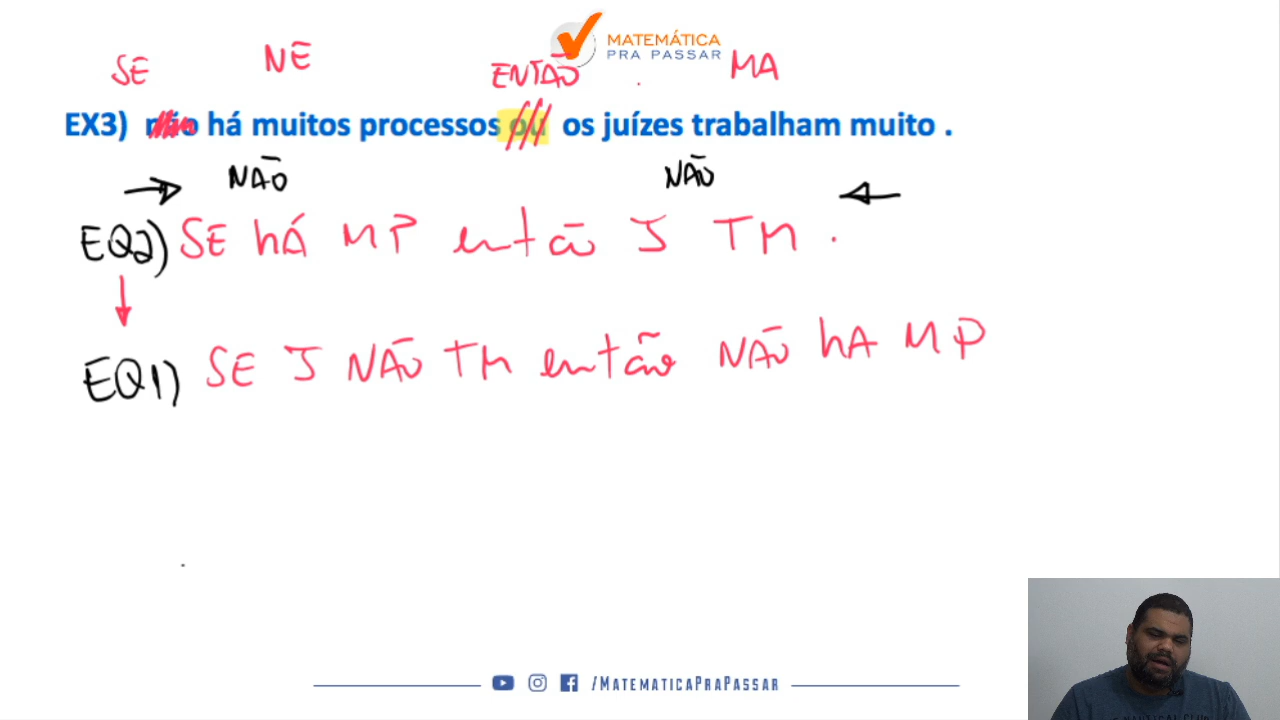 MATEMÁTICA
PRA PASSAR
SE NE ENTÃO MA
EX3) não há muitos processos ou os juízes trabalham muito .
NÃO NÃO
EQ2) SE hÁ MP então J TM .
EQ1) SE J NÃO TM então NÃO hA MP
/MATEMATICAPRAPASSAR